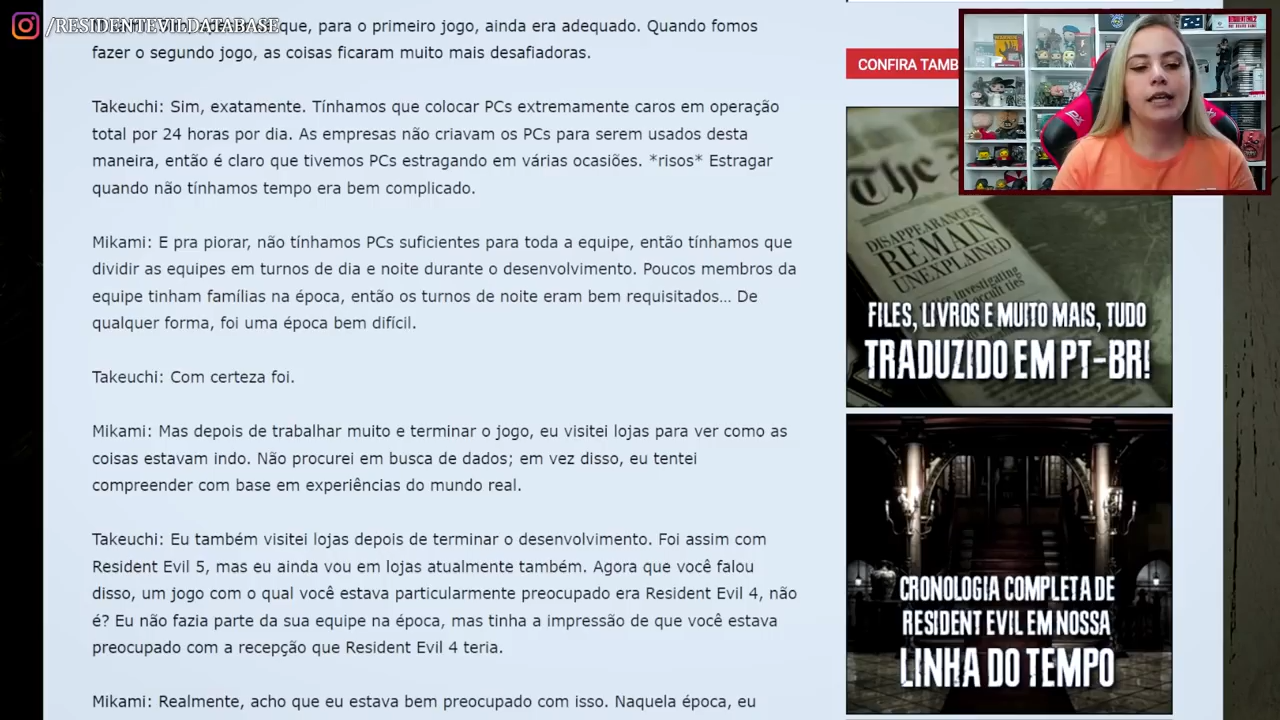 /RESIDENTEVILDATABASE
que, para o primeiro jogo, ainda era adequado. Quando fomos
fazer o segundo jogo, as coisas ficaram muito mais desafiadoras.
Takeuchi: Sim, exatamente. Tínhamos que colocar PCs extremamente caros em operação
total por 24 horas por dia. As empresas não criavam os PCs para serem usados desta
maneira, então é claro que tivemos PCs estragando em várias ocasiões. *risos* Estragar
quando não tínhamos tempo era bem complicado.
Mikami: E pra piorar, não tínhamos PCs suficientes para toda a equipe, então tínhamos que
dividir as equipes em turnos de dia e noite durante o desenvolvimento. Poucos membros da
equipe tinham famílias na época, então os turnos de noite eram bem requisitados… De
qualquer forma, foi uma época bem difícil.
Takeuchi: Com certeza foi.
Mikami: Mas depois de trabalhar muito e terminar o jogo, eu visitei lojas para ver como as
coisas estavam indo. Não procurei em busca de dados; em vez disso, eu tentei
compreender com base em experiências do mundo real.
Takeuchi: Eu também visitei lojas depois de terminar o desenvolvimento. Foi assim com
Resident Evil 5, mas eu ainda vou em lojas atualmente também. Agora que você falou
disso, um jogo com o qual você estava particularmente preocupado era Resident Evil 4, não
é? Eu não fazia parte da sua equipe na época, mas tinha a impressão de que você estava
preocupado com a recepção que Resident Evil 4 teria.
Mikami: Realmente, acho que eu estava bem preocupado com isso. Naquela época, eu
CONFIRA TAMB
The
DISAPPEARANCES
REMAIN
UNEXPLAINED
investigating
occult ties
FILES, LIVROS E MUITO MAIS, TUDO
TRADUZIDO EM PT-BR!
CRONOLOGIA COMPLETA DE
RESIDENT EVIL EM NOSSA
LINHA DO TEMPO